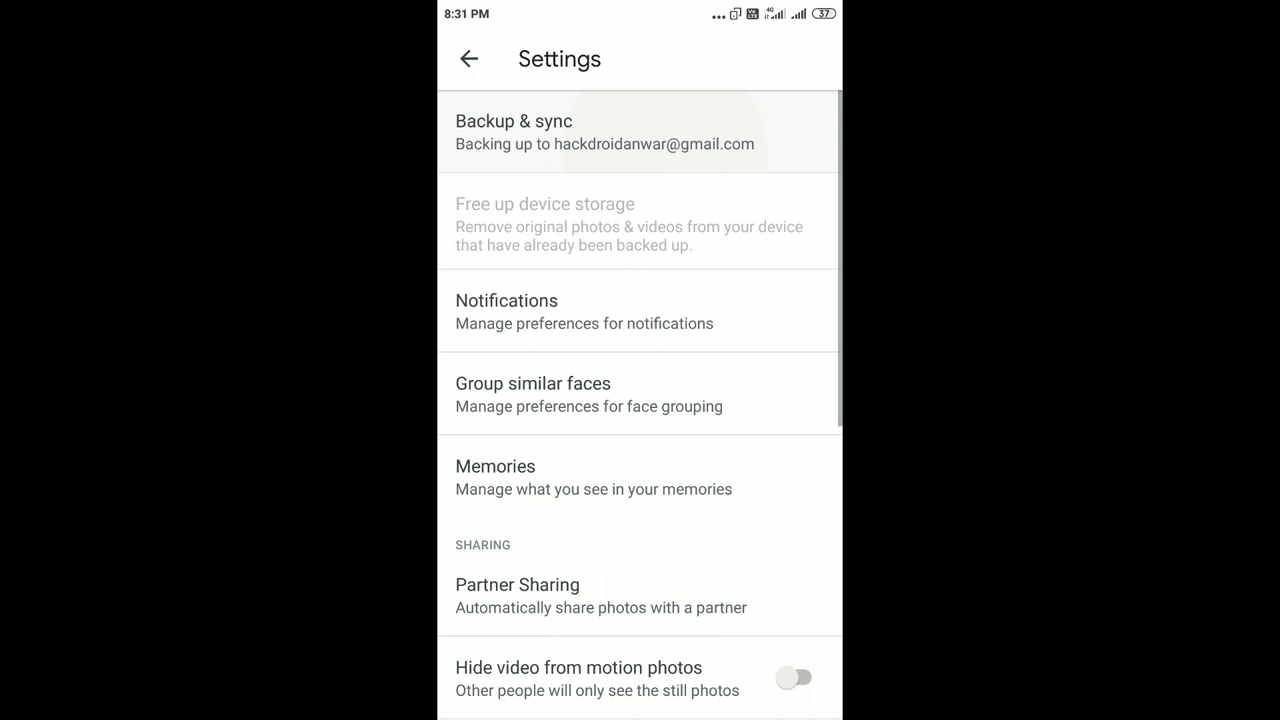 8:31 PM 4G 37
Settings
Backup & sync
Backing up to hackdroidanwar@gmail.com
Free up device storage
Remove original photos & videos from your device
that have already been backed up.
Notifications
Manage preferences for notifications
Group similar faces
Manage preferences for face grouping
Memories
Manage what you see in your memories
SHARING
Partner Sharing
Automatically share photos with a partner
Hide video from motion photos
Other people will only see the still photos